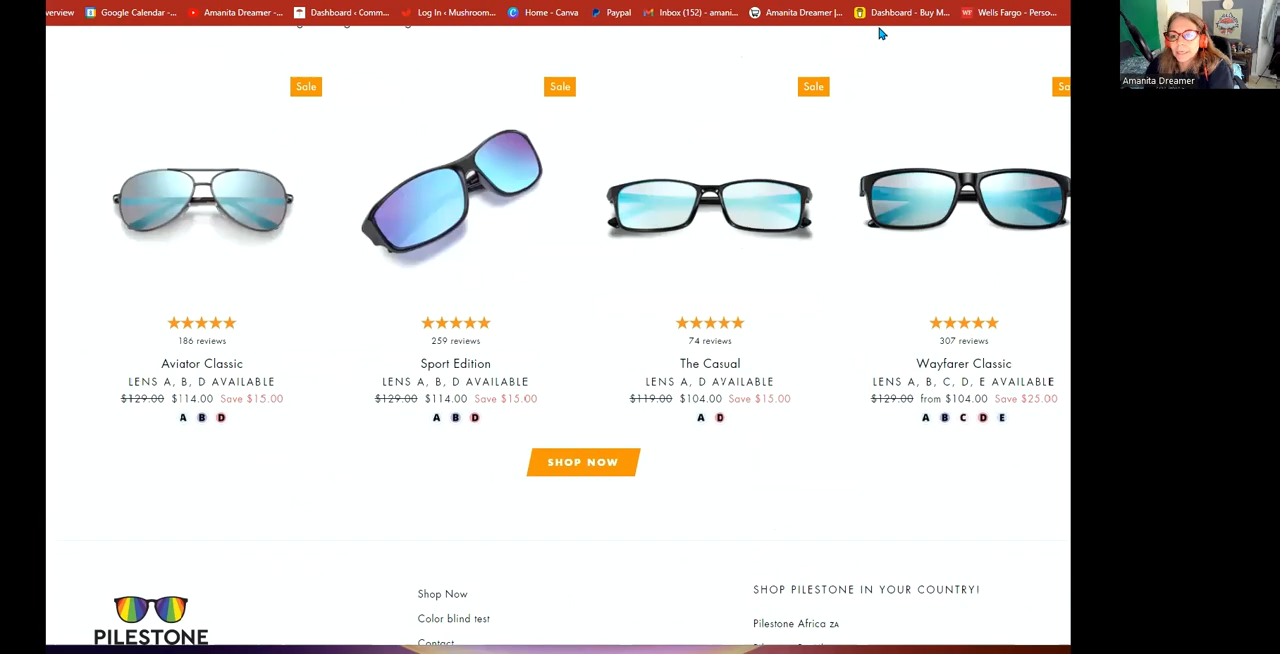 verview Google Calendar -... Amanita Dreamer -... Dashboard ‹ Comm... Log In ‹ Mushroom... Home - Canva Paypal Inbox (152) - amani... Amanita Dreamer |... Dashboard - Buy M... WF Wells Fargo - Perso...
Amanita Dreamer
Sale Sale Sale Sa
186 reviews 259 reviews 74 reviews 307 reviews
Aviator Classic Sport Edition The Casual Wayfarer Classic
LENS A, B, D AVAILABLE LENS A, B, D AVAILABLE LENS A, D AVAILABLE LENS A, B, C, D, E AVAILABLE
$129.00 $114.00 Save $15.00 $129.00 $114.00 Save $15.00 $119.00 $104.00 Save $15.00 $129.00 from $104.00 Save $25.00
A B D A B D A D A B C D E
SHOP NOW
PILESTONE
Shop Now
Color blind test
Contact
SHOP PILESTONE IN YOUR COUNTRY!
Pilestone Africa ZA